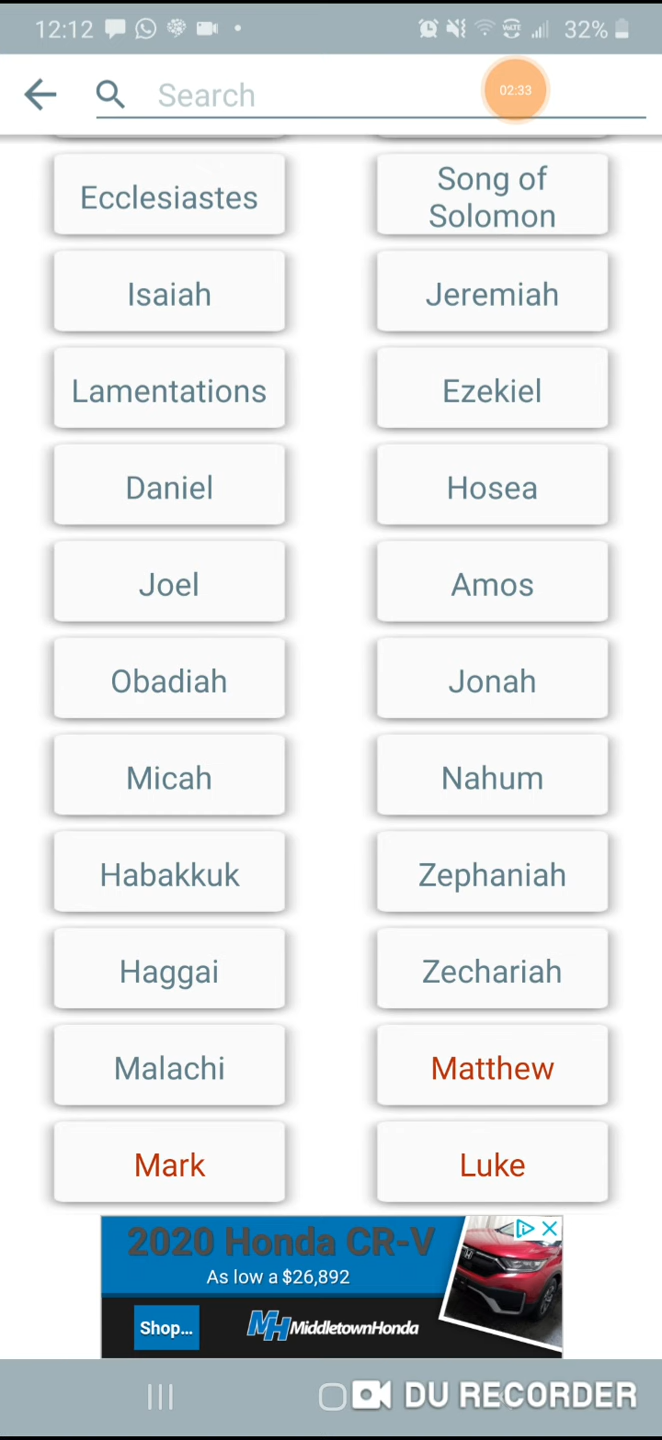 12:12
VoLTE
32%
Search
02:33
Ecclesiastes
Song of
Solomon
Isaiah
Jeremiah
Lamentations
Ezekiel
Daniel
Hosea
Joel
Amos
Obadiah
Jonah
Micah
Nahum
Habakkuk
Zephaniah
Haggai
Zechariah
Malachi
Matthew
Mark
Luke
2020 Honda CR-V
As low a $26,892
Shop...
MH MiddletownHonda
DU RECORDER